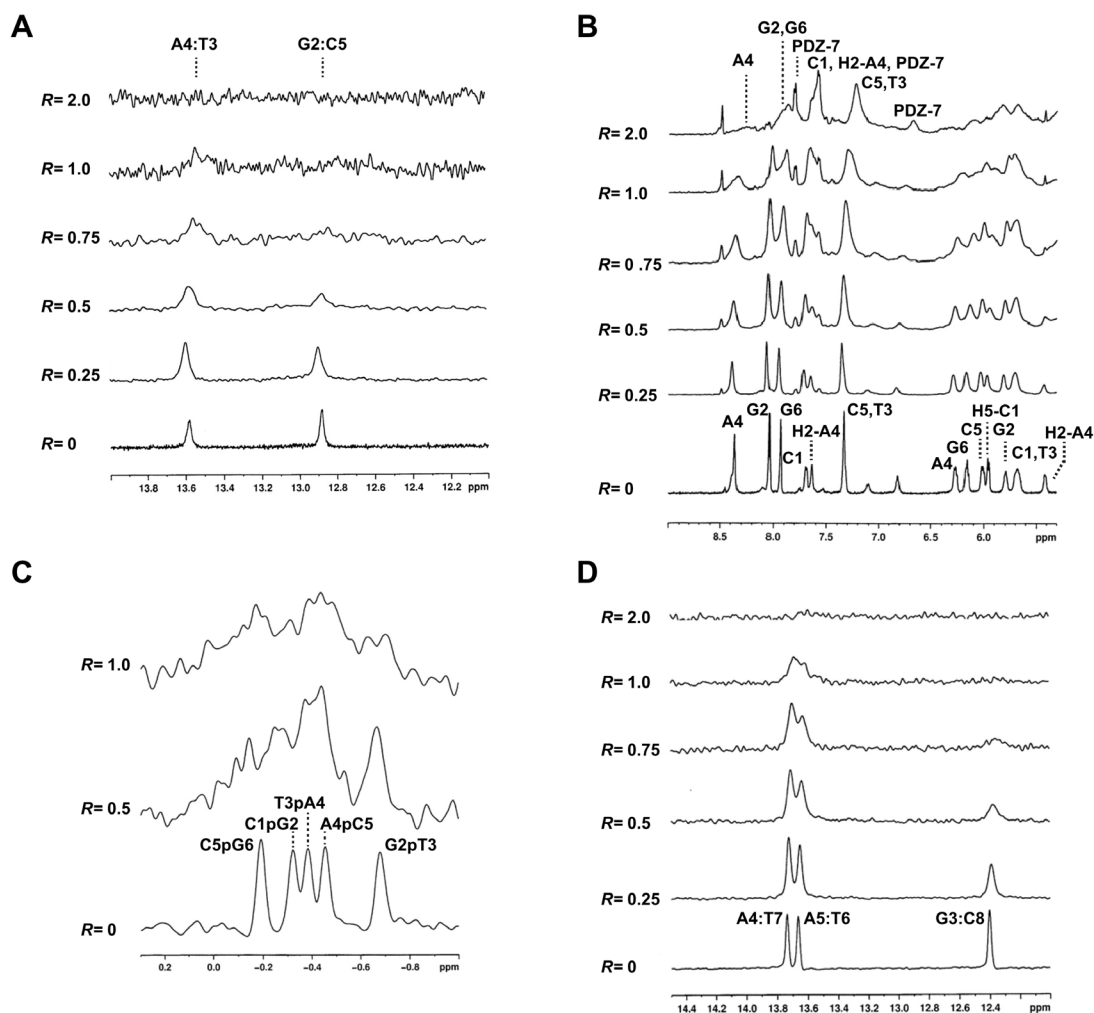 A
A4:T3 G2:C5
R= 2.0
R= 1.0
R= 0.75
R= 0.5
R= 0.25
R= 0
13.8 13.6 13.4 13.2 13.0 12.8 12.6 12.4 12.2 ppm
B
G2,G6
PDZ-7
A4
C1, H2-A4, PDZ-7
C5,T3
PDZ-7
R= 2.0
R= 1.0
R= 0 .75
R= 0.5
R= 0.25
A4 G2 G6 C5,T3 H5-C1
H2-A4 C5 G2 H2-A4
C1 A4 G6 C1,T3
R= 0
8.5 8.0 7.5 7.0 6.5 6.0 ppm
C
R= 1.0
R= 0.5
T3pA4
C1pG2 A4pC5
C5pG6 G2pT3
R= 0
0.2 0.0 −0.2 −0.4 −0.6 −0.8 ppm
D
R= 2.0
R= 1.0
R= 0.75
R= 0.5
R= 0.25
A4:T7 A5:T6 G3:C8
R= 0
14.4 14.2 14.0 13.8 13.6 13.4 13.2 13.0 12.8 12.6 12.4 ppm